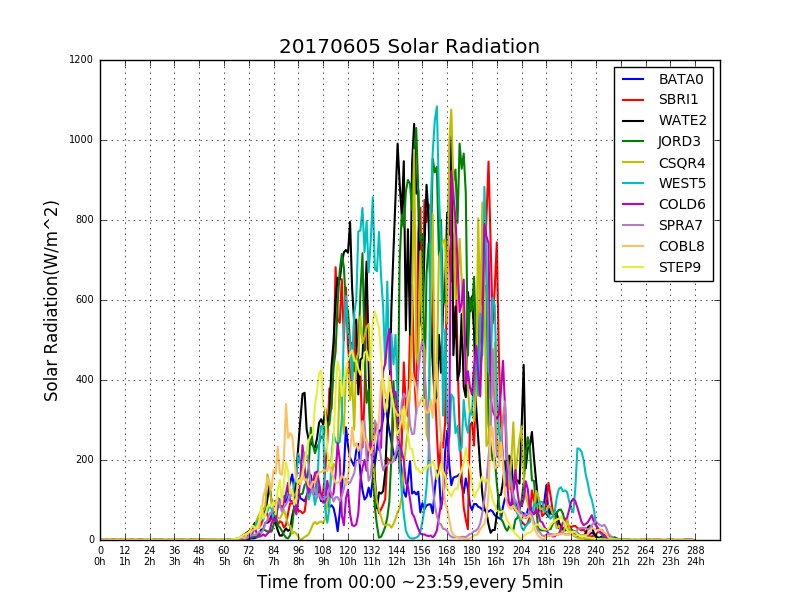 20170605 Solar Radiation
1200
1000
800
600
400
200
0
Solar Radiation(W/m^2)
BATA0
SBRI1
WATE2
JORD3
CSQR4
WEST5
COLD6
SPRA7
COBL8
STEP9
0 12 24 36 48 60 72 84 96 108 120 132 144 156 168 180 192 204 216 228 240 252 264 276 288
0h 1h 2h 3h 4h 5h 6h 7h 8h 9h 10h 11h 12h 13h 14h 15h 16h 17h 18h 19h 20h 21h 22h 23h 24h
Time from 00:00 ~23:59,every 5min